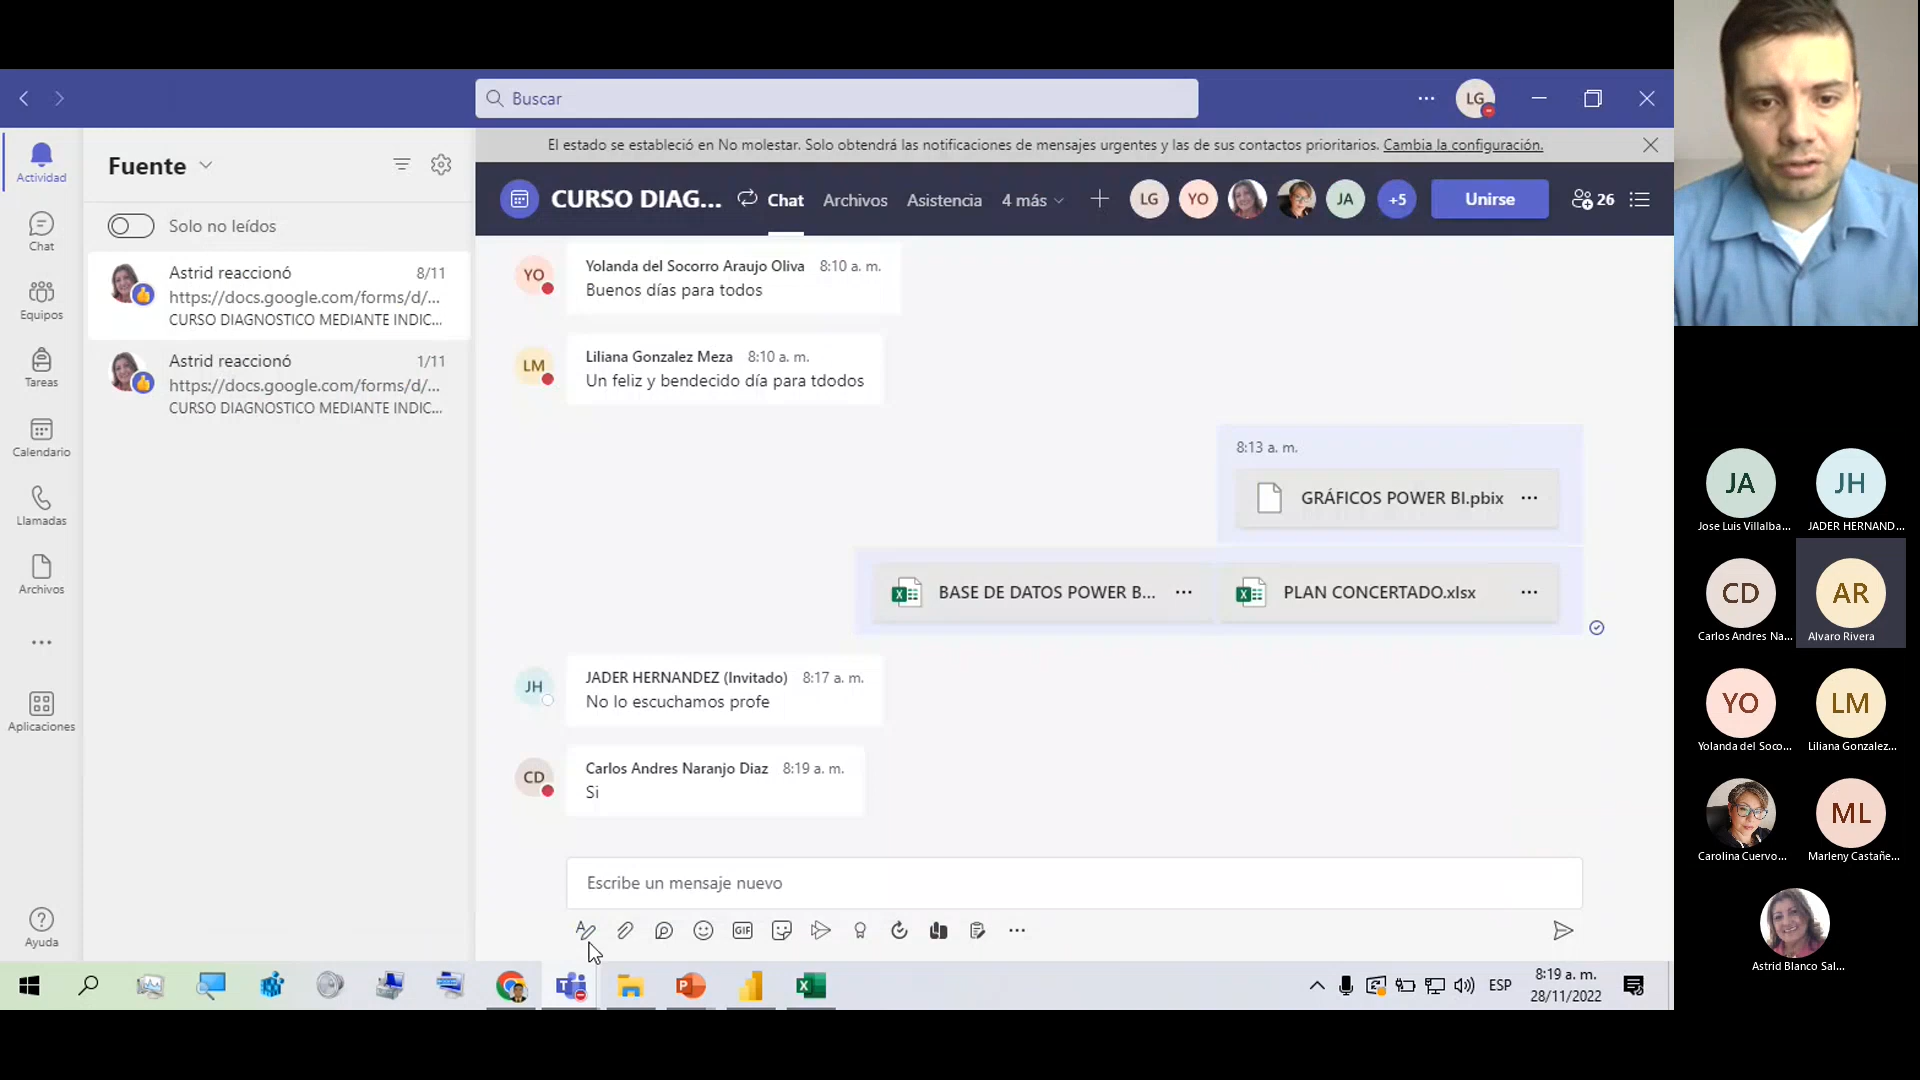 Buscar
LG
El estado se estableció en No molestar. Solo obtendrá las notificaciones de mensajes urgentes y las de sus contactos prioritarios. Cambia la configuración.
Actividad
Chat
Equipos
Tareas
Calendario
Llamadas
Archivos
Aplicaciones
Ayuda
Fuente
Solo no leídos
Astrid reaccionó 8/11
https://docs.google.com/forms/d/...
CURSO DIAGNOSTICO MEDIANTE INDIC...
Astrid reaccionó 1/11
https://docs.google.com/forms/d/...
CURSO DIAGNOSTICO MEDIANTE INDIC...
CURSO DIAG... Chat Archivos Asistencia 4 más LG YO JA +5 Unirse 26
YO
Yolanda del Socorro Araujo Oliva 8:10 a. m.
Buenos días para todos
LM
Liliana Gonzalez Meza 8:10 a. m.
Un feliz y bendecido día para tdodos
8:13 a. m.
GRÁFICOS POWER BI.pbix
BASE DE DATOS POWER B... PLAN CONCERTADO.xlsx
JH
JADER HERNANDEZ (Invitado) 8:17 a. m.
No lo escuchamos profe
CD
Carlos Andres Naranjo Diaz 8:19 a. m.
Si
Escribe un mensaje nuevo
GIF
ESP
8:19 a. m.
28/11/2022
JA JH
Jose Luis Villalba... JADER HERNAND...
CD AR
Carlos Andres Na... Alvaro Rivera
YO LM
Yolanda del Soco... Liliana Gonzalez...
ML
Carolina Cuervo... Marleny Castañe...
Astrid Blanco Sal...